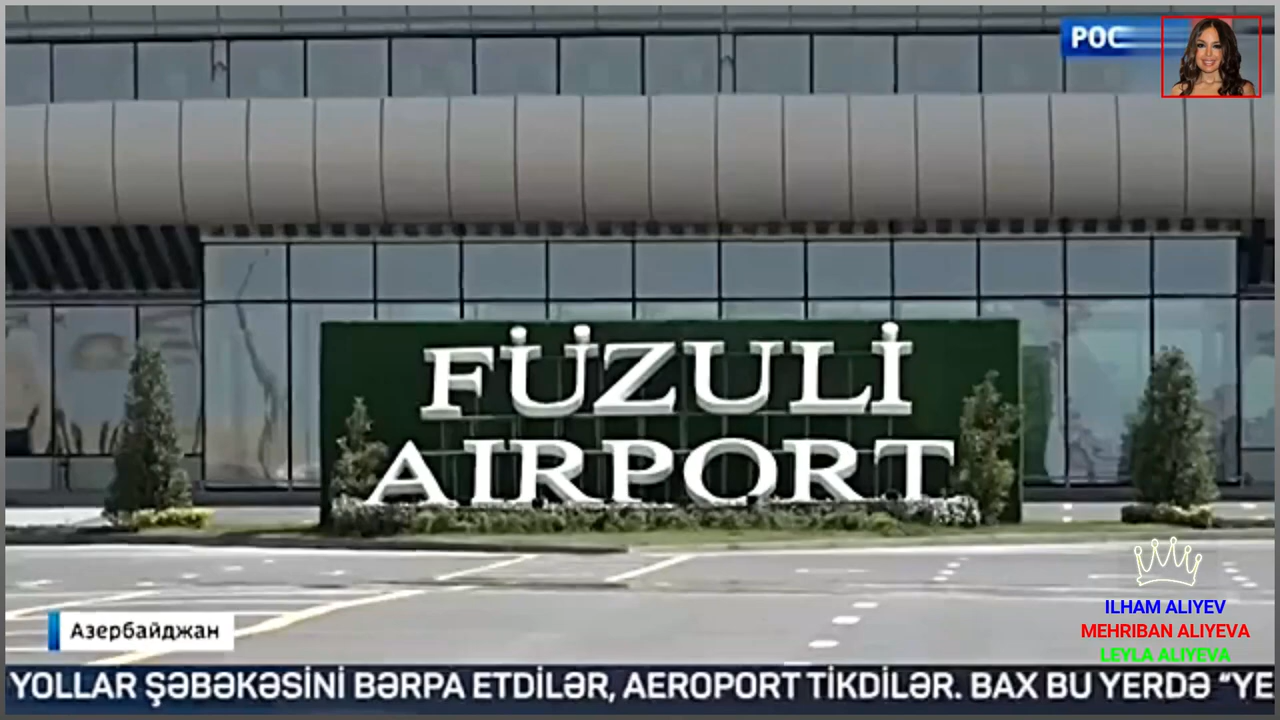 РОС
FÜZULİ
AIRPORT
ILHAM ALIYEV
MEHRIBAN ALIYEVA
LEYLA ALIYEVA
Азербайджан
YOLLAR ŞƏBƏKƏSİNİ BƏRPA ETDİLƏR, AEROPORT TİKDİLƏR. BAX BU YERDƏ “YE